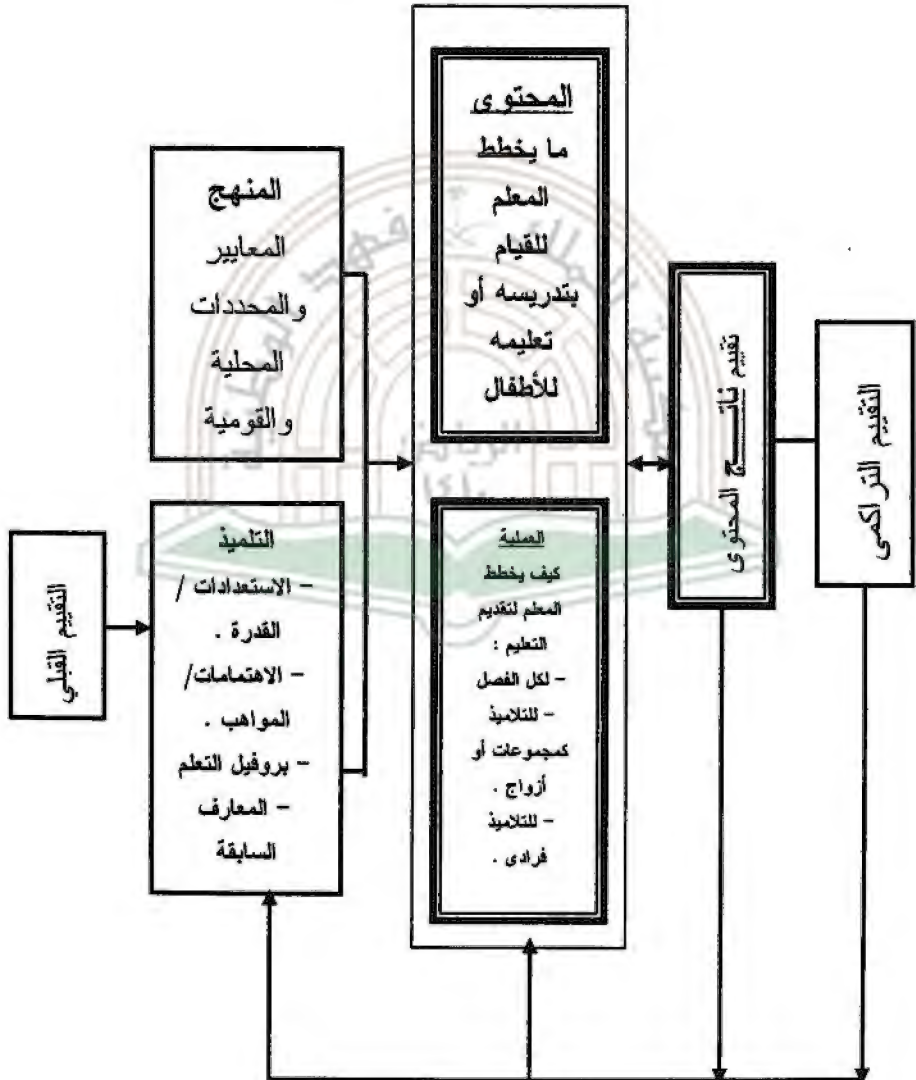 المنهج
المعايير
والمحددات
المحلية
والقومية
التلميذ
- الاستعدادات /
القدرة .
- الاهتمامات/
المواهب .
- بروفيل التعلم
- المعارف
السابقة
التقييم القبلي
المحتوى
ما يخطط
المعلم
للقيام
بتدريسه أو
تعليمه
للأطفال
العملية
كيف يخطط
المعلم لتقديم
التعليم :
- لكل الفصل
- للتلاميذ
كمجموعات أو
أزواج .
- للتلاميذ
فرادى .
تقييم ناتـــج المحتوى
التقييم التراكمى